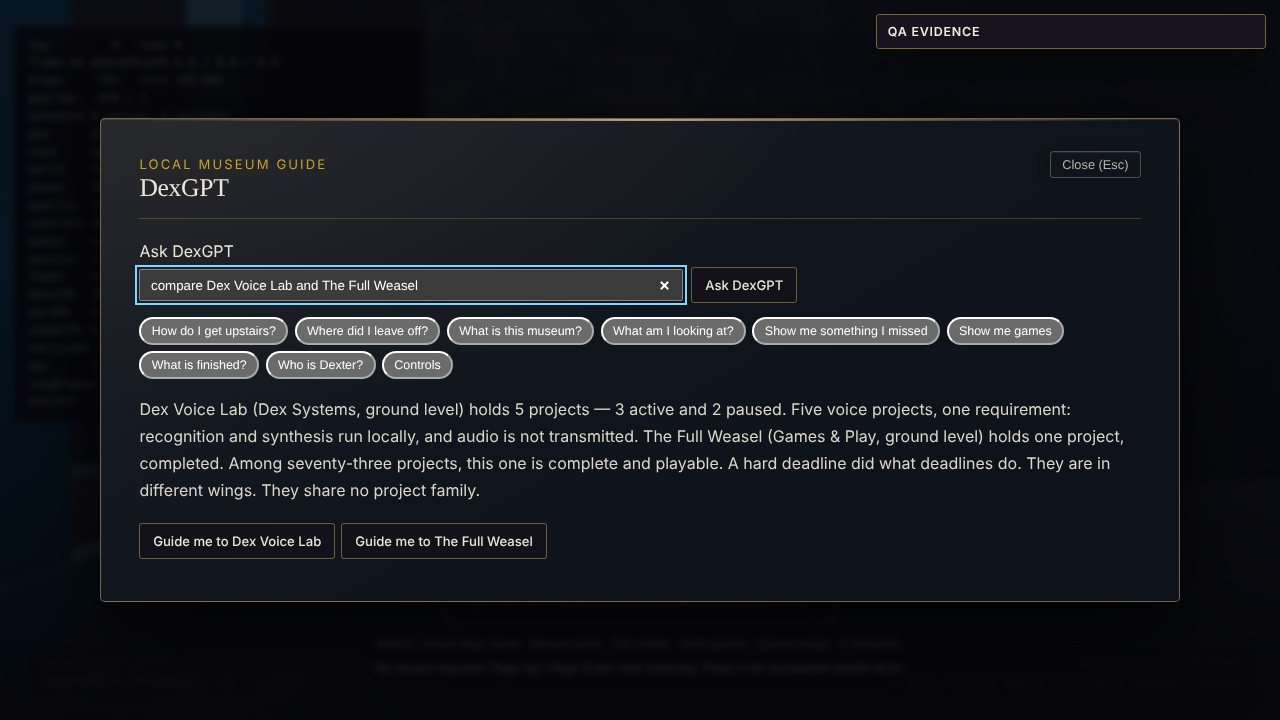 QA EVIDENCE
LOCAL MUSEUM GUIDE
Close (Esc)
DexGPT
Ask DexGPT
compare Dex Voice Lab and The Full Weasel
Ask DexGPT
How do I get upstairs? Where did I leave off? What is this museum? What am I looking at? Show me something I missed Show me games
What is finished? Who is Dexter? Controls
Dex Voice Lab (Dex Systems, ground level) holds 5 projects — 3 active and 2 paused. Five voice projects, one requirement:
recognition and synthesis run locally, and audio is not transmitted. The Full Weasel (Games & Play, ground level) holds one project,
completed. Among seventy-three projects, this one is complete and playable. A hard deadline did what deadlines do. They are in
different wings. They share no project family.
Guide me to Dex Voice Lab Guide me to The Full Weasel